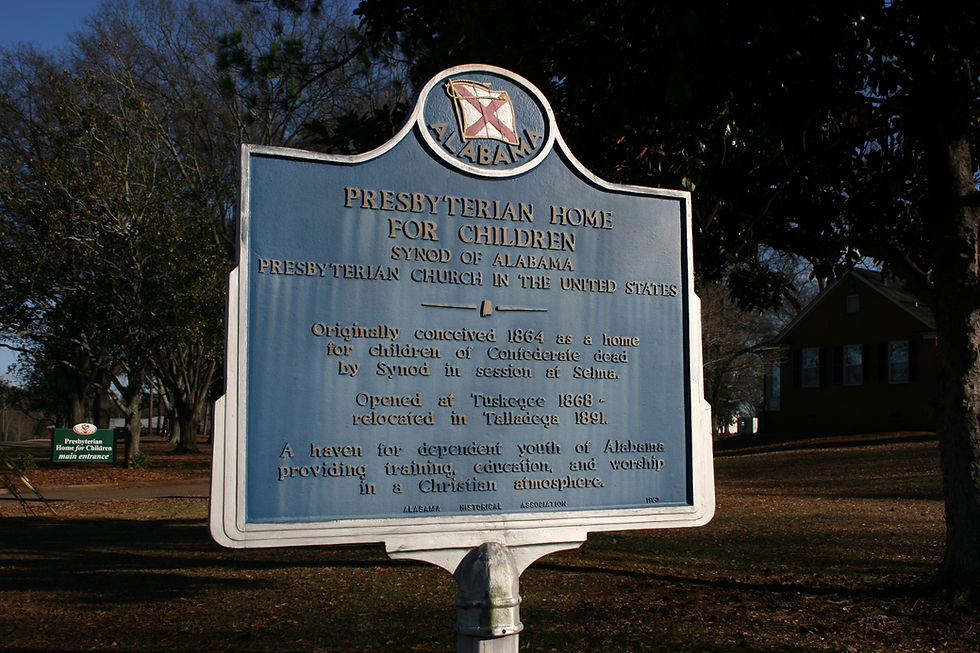 ALABAMA
PRESBYTERIAN HOME
FOR CHILDREN
SYNOD OF ALABAMA
PRESBYTERIAN CHURCH IN THE UNITED STATES
Originally conceived 1864 as a home
for children of Confederate dead
by Synod in session at Selma.
Opened at Tuskegee 1868 -
relocated in Talladega 1891.
A haven for dependent youth of Alabama
providing training, education, and worship
in a Christian atmosphere.
ALABAMA HISTORICAL ASSOCIATION
Presbyterian
Home for Children
main entrance